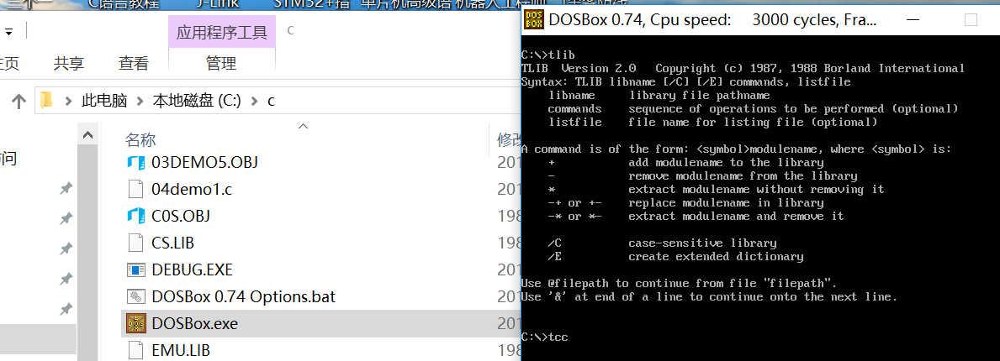 C语言教程 J-Link STM32+指 单片机高级语 机器人工程师
应用程序工具 C
主页 共享 查看 管理
此电脑 本地磁盘 (C:) c
名称 修改
访问
03DEMO5.OBJ 201
04demo1.c 201
C0S.OBJ 198
CS.LIB 198
DEBUG.EXE 201
DOSBox 0.74 Options.bat 201
DOSBox.exe 201
EMU.LIB 198
DOSBox 0.74, Cpu speed: 3000 cycles, Fra...
C:\>tlib
TLIB Version 2.0 Copyright (c) 1987, 1988 Borland International
Syntax: TLIB libname [/C] [/E] commands, listfile
libname library file pathname
commands sequence of operations to be performed (optional)
listfile file name for listing file (optional)
A command is of the form: <symbol>modulename, where <symbol> is:
+ add modulename to the library
- remove modulename from the library
* extract modulename without removing it
-+ or +- replace modulename in library
-* or *- extract modulename and remove it
/C case-sensitive library
/E create extended dictionary
Use @filepath to continue from file "filepath".
Use '&' at end of a line to continue onto the next line.
C:\>tcc